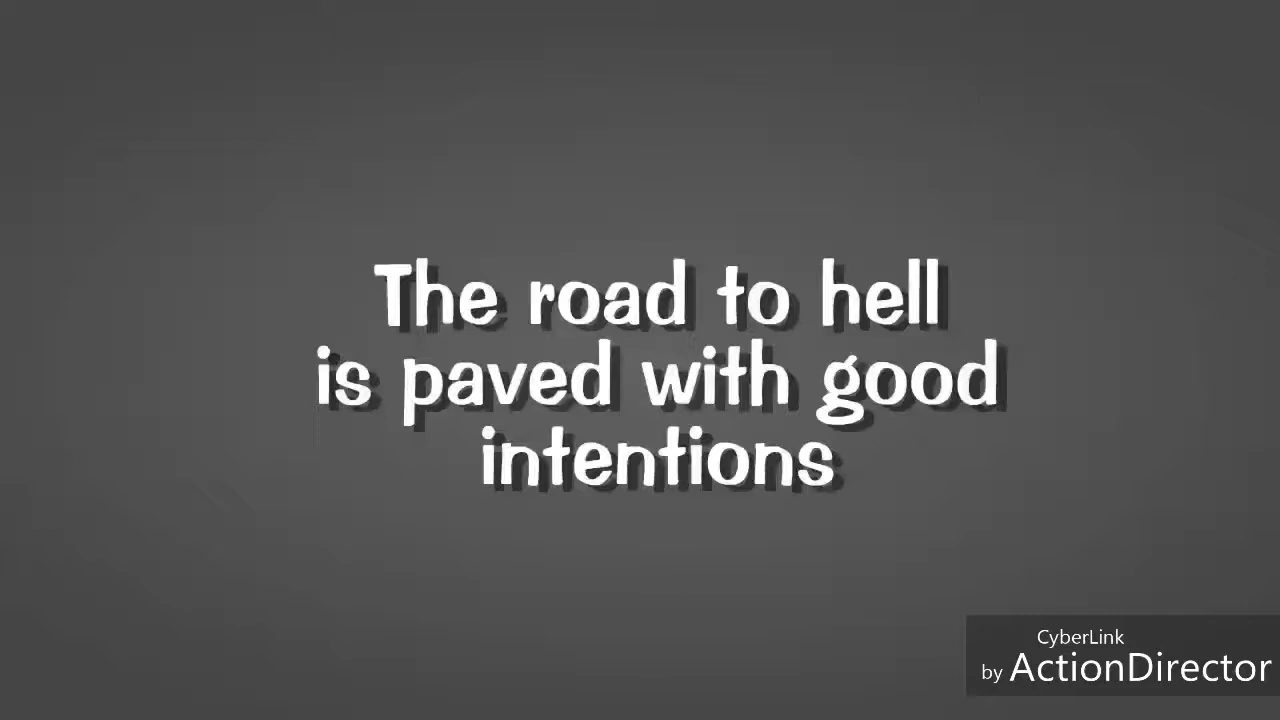 The road to hell
is paved with good
intentions
CyberLink
by ActionDirector